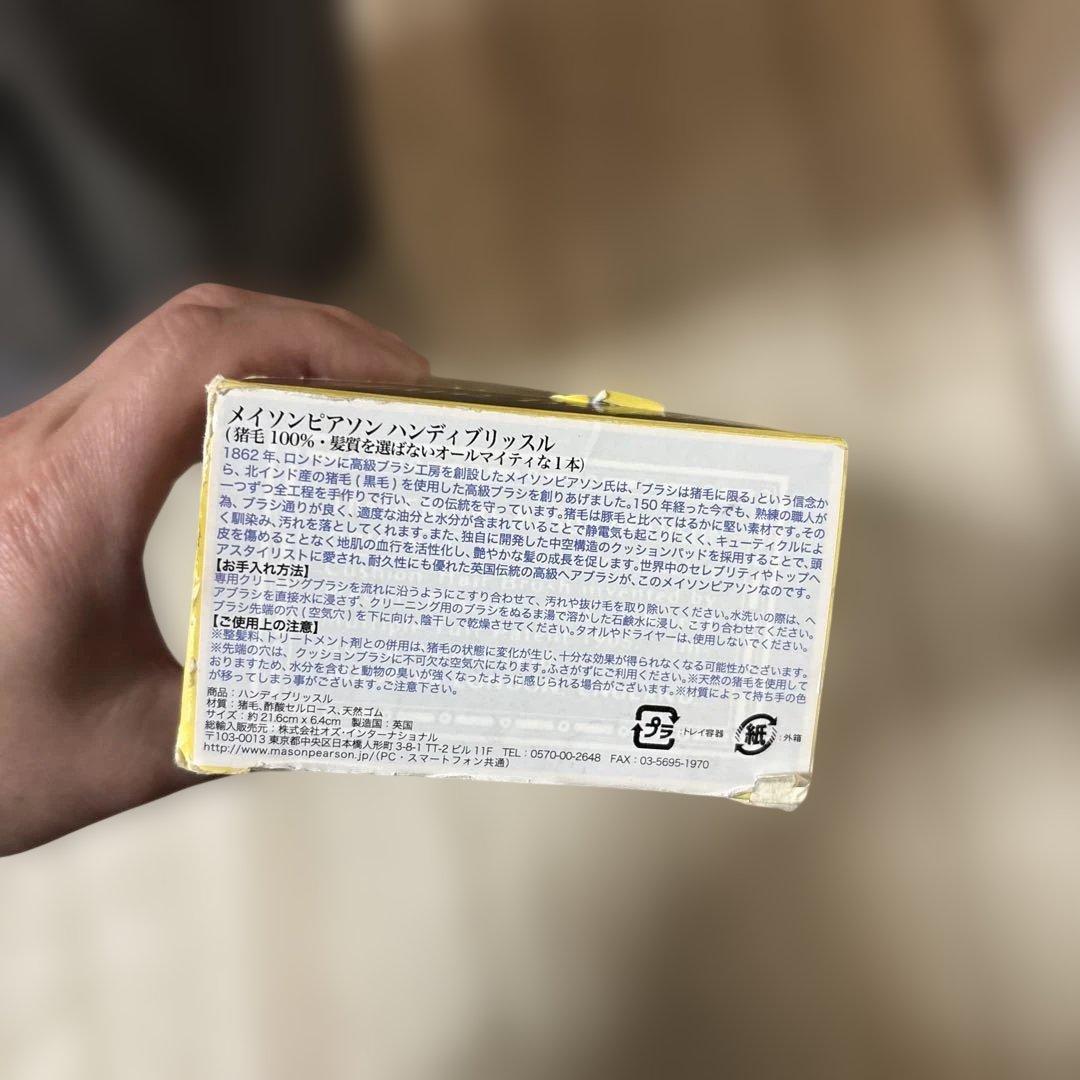 メイソンピアソン ハンディブリッスル
(猪毛100%・髪質を選ばないオールマイティな1本)
1862年、ロンドンに高級ブラシ工房を創設したメイソンピアソン氏は、「ブラシは猪毛に限る」という信念か
ら、北インド産の猪毛(黒毛)を使用した高級ブラシを創りあげました。150年経った今でも、熟練の職人が
一つずつ全工程を手作りで行い、この伝統を守っています。猪毛は豚毛と比べてはるかに堅い素材です。その
為、ブラシ通りが良く、適度な油分と水分が含まれていることで静電気も起こりにくく、キューティクルによ
く馴染み、汚れを落としてくれます。また、独自に開発した中空構造のクッションパッドを採用することで、頭
皮を傷めることなく地肌の血行を活性化し、艶やかな髪の成長を促します。世界中のセレブリティやトップヘ
アスタイリストに愛され、耐久性にも優れた英国伝統の高級ヘアブラシが、このメイソンピアソンなのです。
【お手入れ方法】
専用クリーニングブラシを流れに沿うようにこすり合わせて、汚れや抜け毛を取り除いてください。水洗いの際は、ヘ
アブラシを直接水に浸さず、クリーニング用のブラシをぬるま湯で溶かした石鹸水に浸し、こすり合わせてください。
ブラシ先端の穴(空気穴)を下に向け、陰干しで乾燥させてください。タオルやドライヤーは、使用しないでください。
【ご使用上の注意】
※整髪料、トリートメント剤との併用は、猪毛の状態に変化が生じ、十分な効果が得られなくなる可能性がございます。
※先端の穴は、クッションブラシに不可欠な空気穴になります。ふさがずにご利用ください。※天然の猪毛を使用して
おりますため、水分を含むと動物の臭いが強くなったように感じられる場合がございます。※材質によって持ち手の色
が移ってしまう事がございます。ご注意下さい。
商品:ハンディブリッスル
材質:猪毛、酢酸セルロース、天然ゴム
サイズ:約21.6cm x 6.4cm 製造国:英国
総輸入販売元:株式会社オズ・インターナショナル
〒103-0013 東京都中央区日本橋人形町 3-8-1 TT-2 ビル 11F TEL:0570-00-2648 FAX:03-5695-1970
http://www.masonpearson.jp/(PC・スマートフォン共通)
プラ :トレイ容器 紙 :外箱